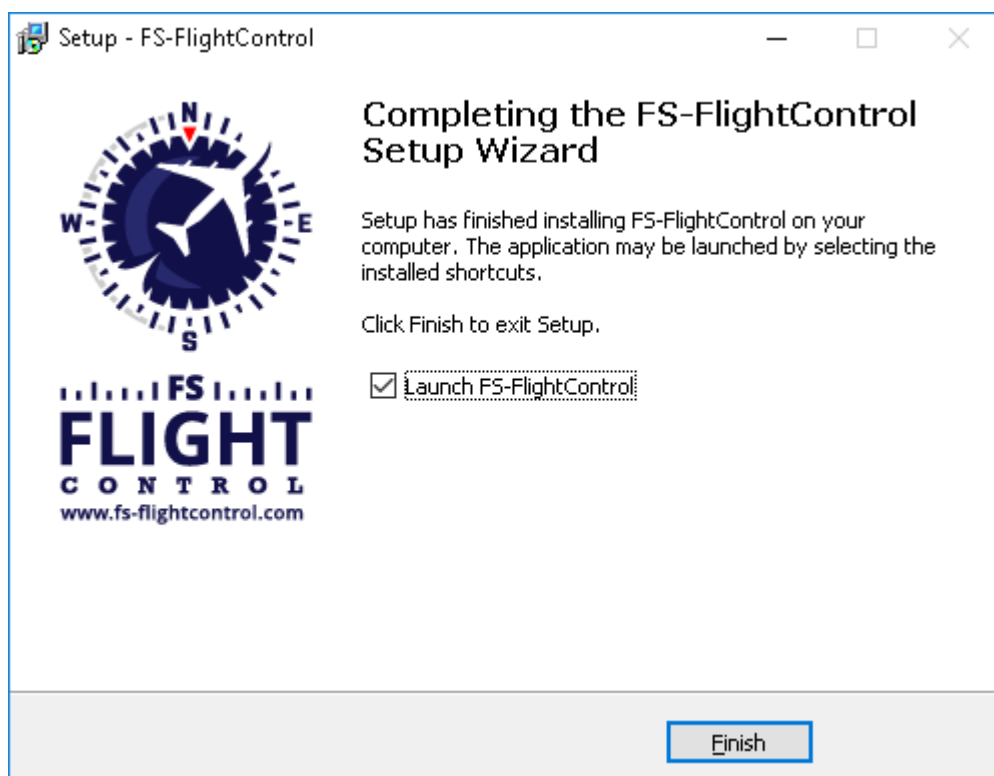 Setup - FS-FlightControl
N
W
E
S
FS
FLIGHT
CONTROL
www.fs-flightcontrol.com
Completing the FS-FlightControl
Setup Wizard
Setup has finished installing FS-FlightControl on your
computer. The application may be launched by selecting the
installed shortcuts.
Click Finish to exit Setup.
Launch FS-FlightControl
Finish